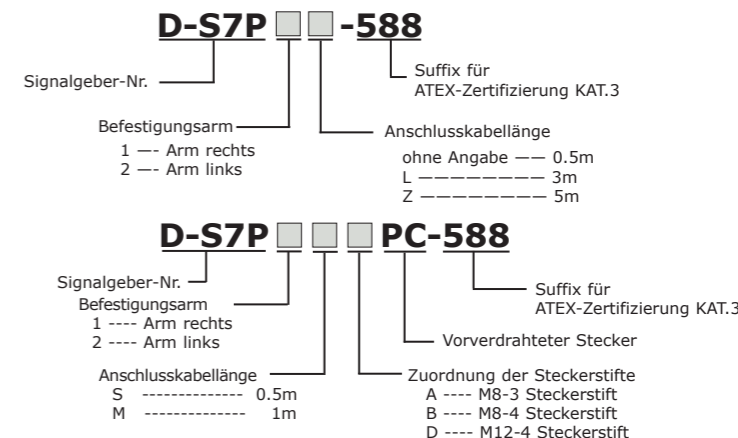 D-S7P□□-588
Signalgeber-Nr.
Suffix für
ATEX-Zertifizierung KAT.3
Befestigungsarm
1 —- Arm rechts
2 —- Arm links
Anschlusskabellänge
ohne Angabe —— 0.5m
L ———————— 3m
Z ———————— 5m
D-S7P□□□PC-588
Signalgeber-Nr.
Suffix für
ATEX-Zertifizierung KAT.3
Befestigungsarm
1 ---- Arm rechts
2 ---- Arm links
Vorverdrahteter Stecker
Anschlusskabellänge
S -------------- 0.5m
M -------------- 1m
Zuordnung der Steckerstifte
A ---- M8-3 Steckerstift
B ---- M8-4 Steckerstift
D ---- M12-4 Steckerstift